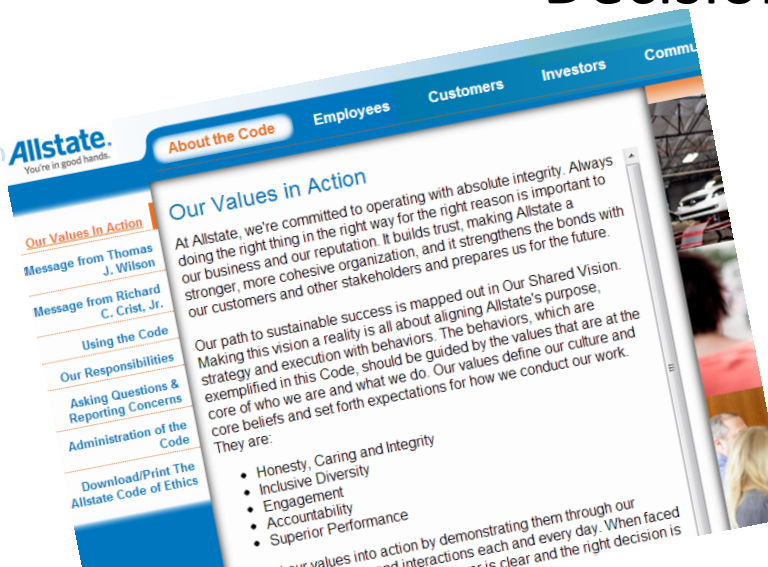 Allstate.
You're in good hands.
About the Code
Employees
Customers
Investors
Our Values In Action
Message from Thomas
J. Wilson
Message from Richard
C. Crist, Jr.
Using the Code
Our Responsibilities
Asking Questions &
Reporting Concerns
Administration of the
Code
Download/Print The
Allstate Code of Ethics
Our Values in Action
At Allstate, we're committed to operating with absolute integrity. Always
doing the right thing in the right way for the right reason is important to
our business and our reputation. It builds trust, making Allstate a
stronger, more cohesive organization, and it strengthens the bonds with
our customers and other stakeholders and prepares us for the future.
Our path to sustainable success is mapped out in Our Shared Vision.
Making this vision a reality is all about aligning Allstate's purpose,
strategy and execution with behaviors. The behaviors, which are
exemplified in this Code, should be guided by the values that are at the
core of who we are and what we do. Our values define our culture and
core beliefs and set forth expectations for how we conduct our work.
They are:
• Honesty, Caring and Integrity
• Inclusive Diversity
• Engagement
• Accountability
• Superior Performance
our values into action by demonstrating them through our
and interactions each and every day. When faced
is clear and the right decision is